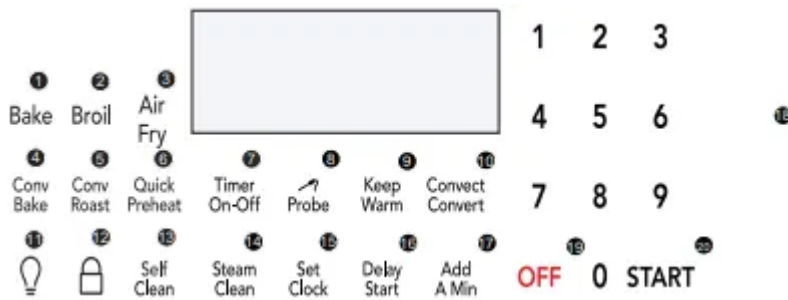 1 2 3
1 2 3
Bake Broil Air Fry
4 5 6
18
4 5 6 7 8 9 10
Conv Bake Conv Roast Quick Preheat Timer On-Off Probe Keep Warm Convect Convert
7 8 9
11 12 13 14 15 16 17
Self Clean Steam Clean Set Clock Delay Start Add A Min
19 20
OFF 0 START